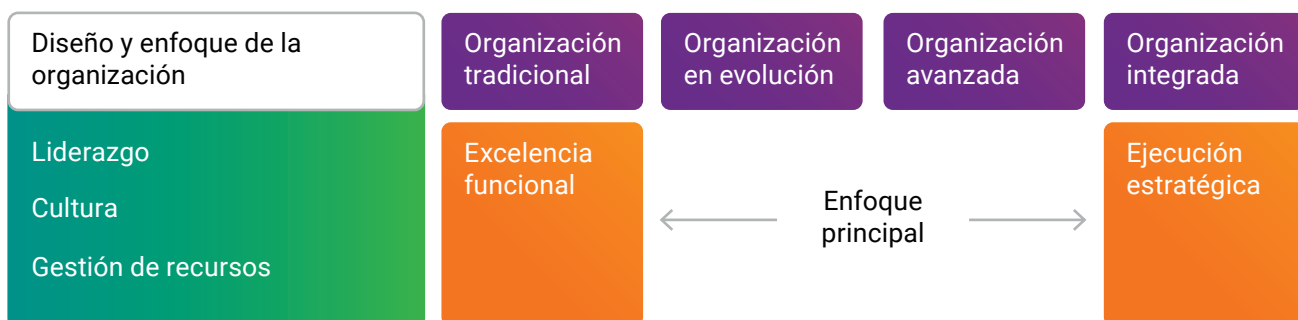 Diseño y enfoque de la
organización
Organización
tradicional
Organización
en evolución
Organización
avanzada
Organización
integrada
Liderazgo
Cultura
Gestión de recursos
Excelencia
funcional
Enfoque
principal
Ejecución
estratégica